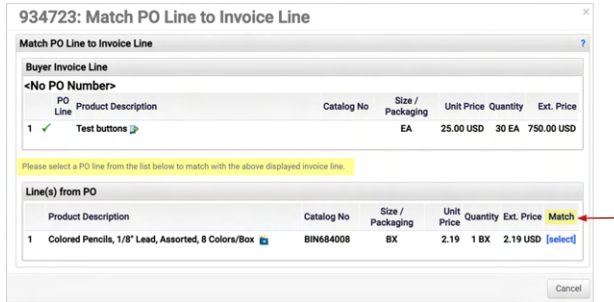 934723: Match PO Line to Invoice Line
×
Match PO Line to Invoice Line ?
Buyer Invoice Line
<No PO Number>
PO Line Product Description Catalog No Size / Packaging Unit Price Quantity Ext. Price
1 ✓ Test buttons EA 25.00 USD 30 EA 750.00 USD
Please select a PO line from the list below to match with the above displayed invoice line.
Line(s) from PO
Product Description Catalog No Size / Packaging Unit Price Quantity Ext. Price Match
1 Colored Pencils, 1/8" Lead, Assorted, 8 Colors/Box BIN684008 BX 2.19 1 BX 2.19 USD [select]
Cancel